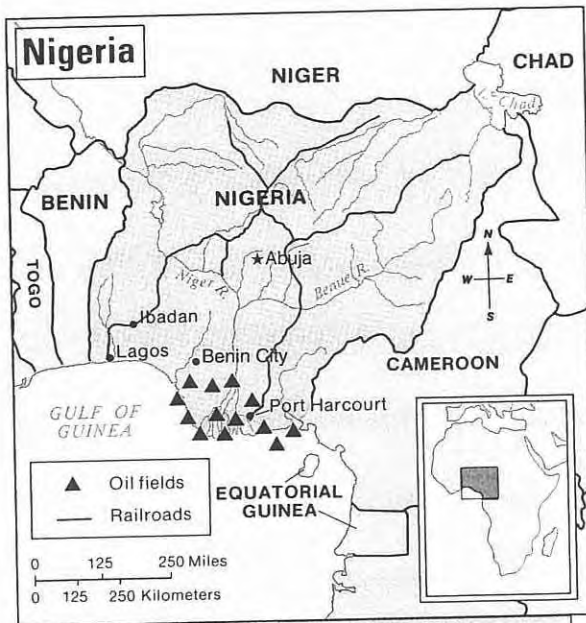 Nigeria
NIGER
CHAD
L. Chad
BENIN
NIGERIA
TOGO
Abuja
Niger R.
Benue R.
N
W E
S
Ibadan
Lagos
Benin City
CAMEROON
Port Harcourt
GULF OF
GUINEA
EQUATORIAL
GUINEA
Oil fields
Railroads
0 125 250 Miles
0 125 250 Kilometers